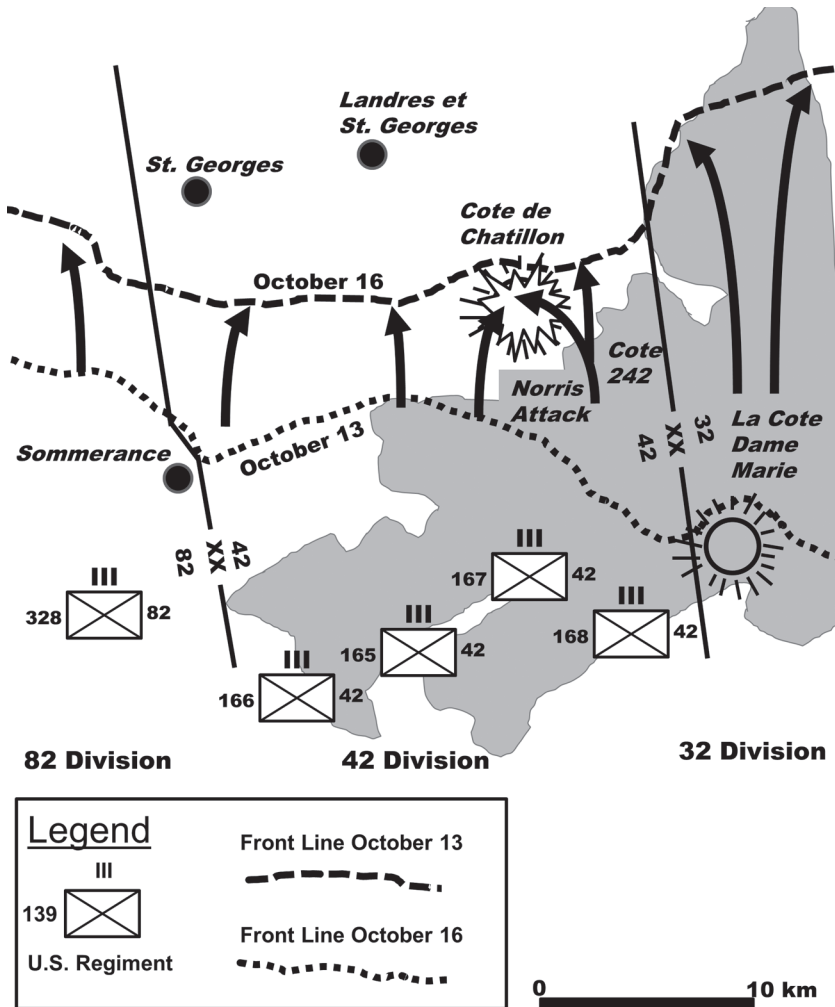 Landres et
St. Georges
St. Georges
Cote de
Chatillon
October 16
Cote
242
Norris
Attack
32
XX
42
La Cote
Dame
Marie
October 13
Sommerance
42
XX
82
III
167 42
III
328 82
III
168 42
III
165 42
III
166 42
82 Division
42 Division
32 Division
Legend
III
139
U.S. Regiment
Front Line October 13
Front Line October 16
0 10 km